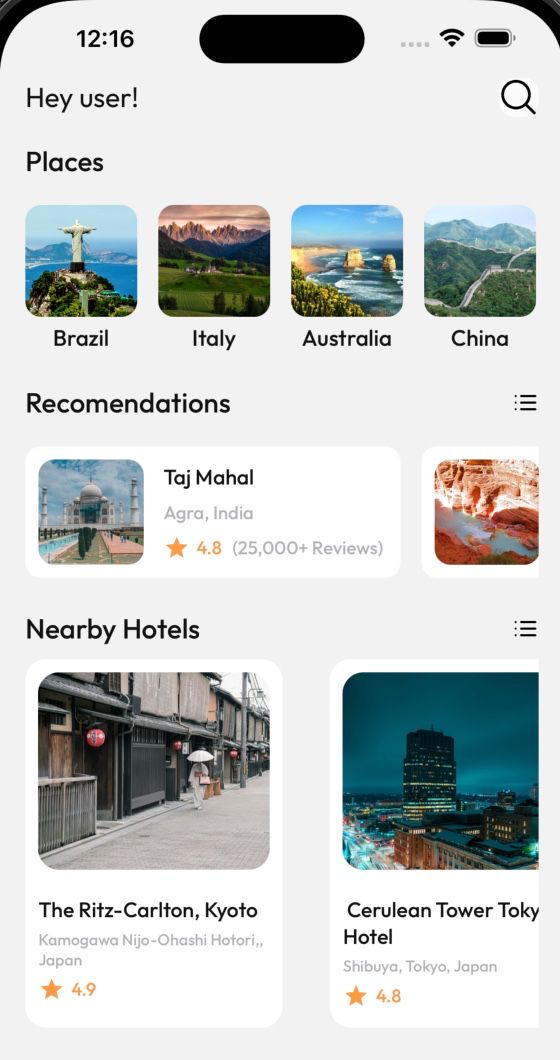 12:16
Hey user!
Places
Brazil
Italy
Australia
China
Recomendations
Taj Mahal
Agra, India
4.8 (25,000+ Reviews)
Nearby Hotels
The Ritz-Carlton, Kyoto
Kamogawa Nijo-Ohashi Hotori,,
Japan
4.9
Cerulean Tower Toky
Hotel
Shibuya, Tokyo, Japan
4.8